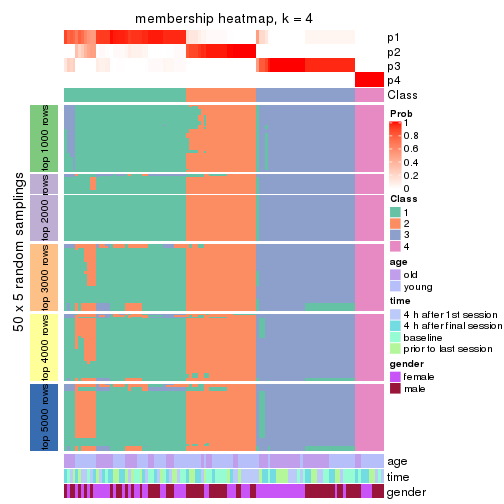 membership heatmap, k = 4
p1
p2
p3
p4
Class
50 x 5 random samplings
top 1000 rows
top 2000 rows
top 3000 rows
top 4000 rows
top 5000 rows
age
time
gender
Prob
1
0.8
0.6
0.4
0.2
0
Class
1
2
3
4
age
old
young
time
4 h after 1st session
4 h after final session
baseline
prior to last session
gender
female
male